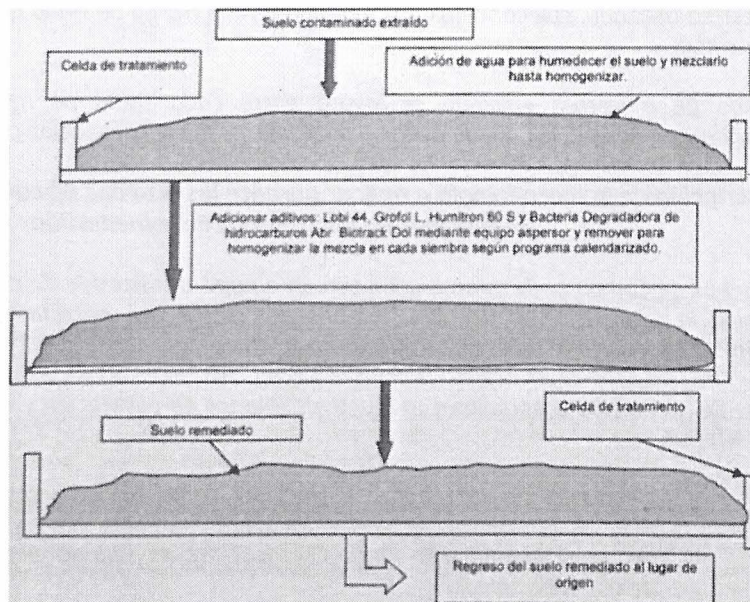 Suelo contaminado extraído
Celda de tratamiento
Adición de agua para humedecer el suelo y mezclarlo
hasta homogenizar.
Adicionar aditivos: Lobi 44, Grofol L, Humitron 60 S y Bacteria Degradadora de
hidrocarburos Abr Biotrack Dol mediante equipo aspersor y remover para
homogenizar la mezcla en cada siembra según programa calendarizado.
Celda de tratamiento
Suelo remediado
Regreso del suelo remediado al lugar de
origen